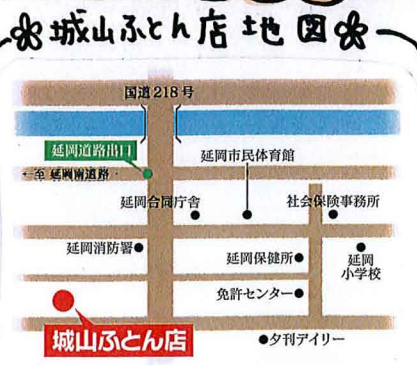 城山ふとん店地図
国道218号
延岡道路出口
延岡市民体育館
←至 延岡南道路
延岡合同庁舎
社会保険事務所
延岡消防署
延岡保健所
延岡
小学校
免許センター
城山ふとん店
夕刊デイリー